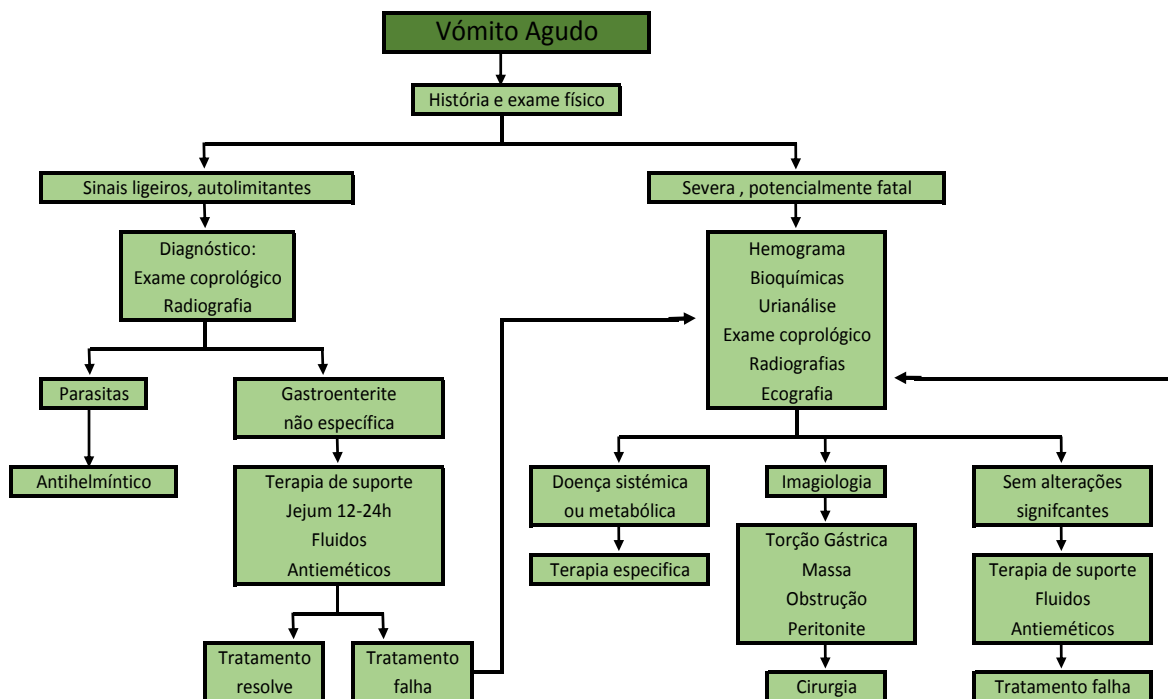 Vómito Agudo
História e exame físico
Sinais ligeiros, autolimitantes
Severa , potencialmente fatal
Diagnóstico:
Exame coprológico
Radiografia
Hemograma
Bioquímicas
Urianálise
Exame coprológico
Radiografias
Ecografia
Parasitas
Gastroenterite
não específica
Antihelmíntico
Terapia de suporte
Jejum 12-24h
Fluidos
Antieméticos
Doença sistémica
ou metabólica
Imagiologia
Sem alterações
signifcantes
Terapia especifica
Torção Gástrica
Massa
Obstrução
Peritonite
Terapia de suporte
Fluidos
Antieméticos
Tratamento
resolve
Tratamento
falha
Cirurgia
Tratamento falha